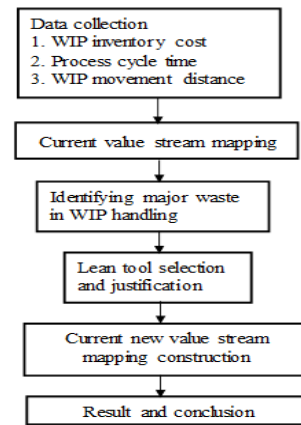 Data collection
1. WIP inventory cost
2. Process cycle time
3. WIP movement distance
Current value stream mapping
Identifying major waste
in WIP handling
Lean tool selection
and justification
Current new value stream
mapping construction
Result and conclusion